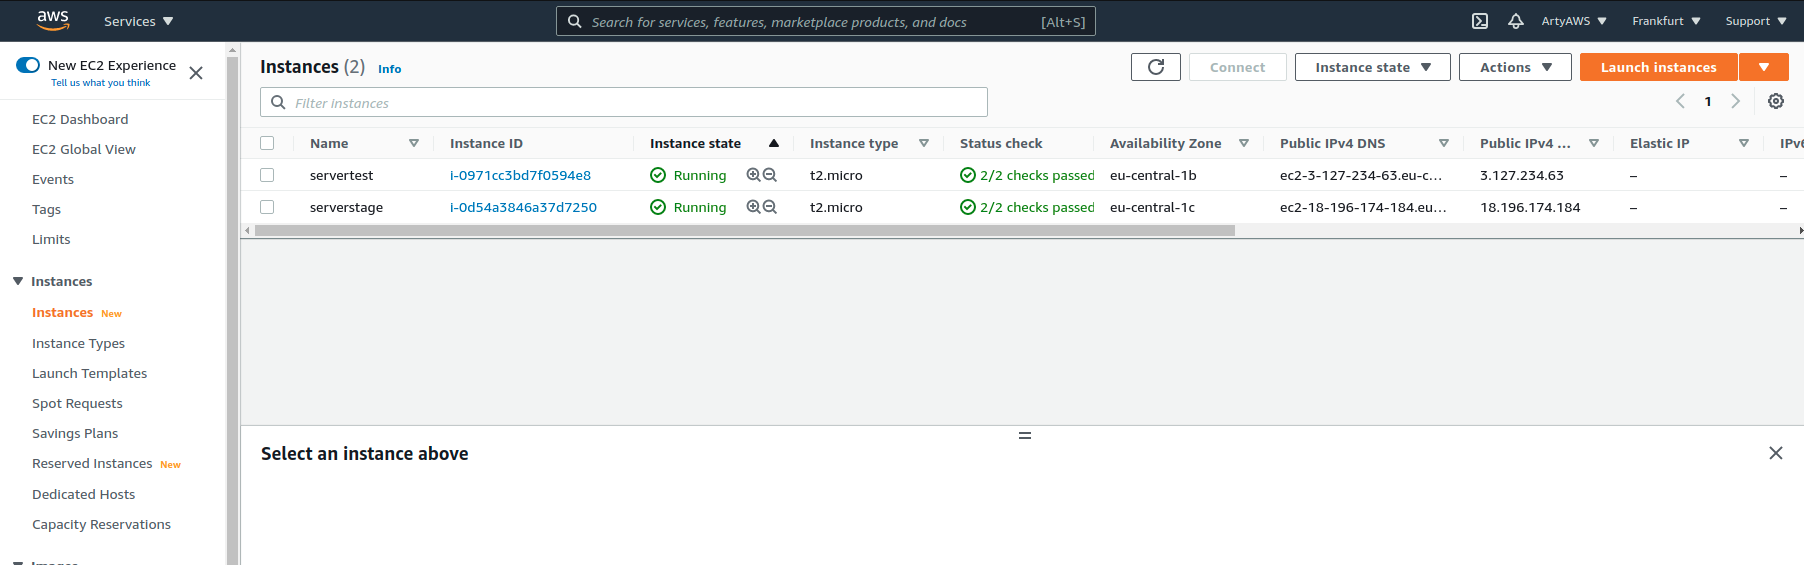 aws Services Search for services, features, marketplace products, and docs [Alt+S] ArtyAWS Frankfurt Support
New EC2 Experience
Tell us what you think
EC2 Dashboard
EC2 Global View
Events
Tags
Limits
Instances
Instances New
Instance Types
Launch Templates
Spot Requests
Savings Plans
Reserved Instances New
Dedicated Hosts
Capacity Reservations
Images
Instances (2) Info Connect Instance state Actions Launch instances
Filter instances 1
Name Instance ID Instance state Instance type Status check Availability Zone Public IPv4 DNS Public IPv4 ... Elastic IP IPv6
servertest i-0971cc3bd7f0594e8 Running t2.micro 2/2 checks passed eu-central-1b ec2-3-127-234-63.eu-c... 3.127.234.63 – –
serverstage i-0d54a3846a37d7250 Running t2.micro 2/2 checks passed eu-central-1c ec2-18-196-174-184.eu... 18.196.174.184 – –
Select an instance above